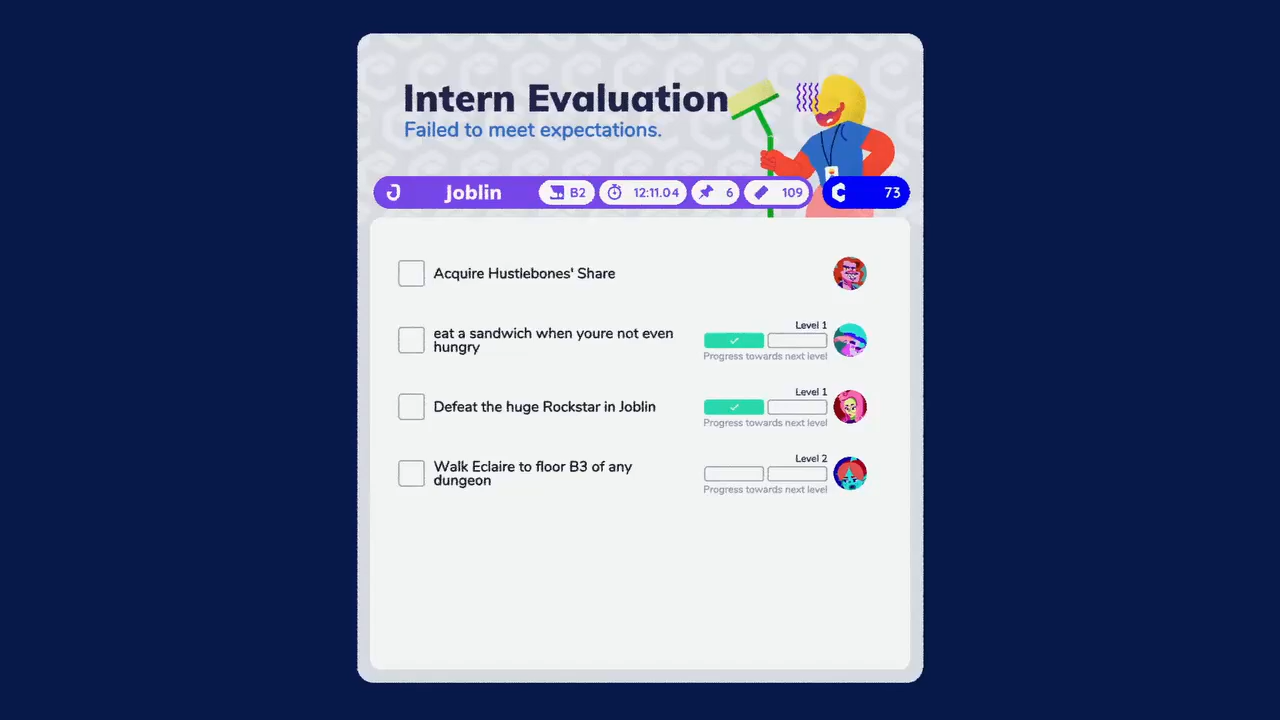 Intern Evaluation
Failed to meet expectations.
Joblin B2 12:11.04 6 109 73
Acquire Hustlebones' Share
Level 1
eat a sandwich when youre not even
hungry
Progress towards next level
Level 1
Defeat the huge Rockstar in Joblin
Progress towards next level
Level 2
Walk Eclaire to floor B3 of any
dungeon
Progress towards next level